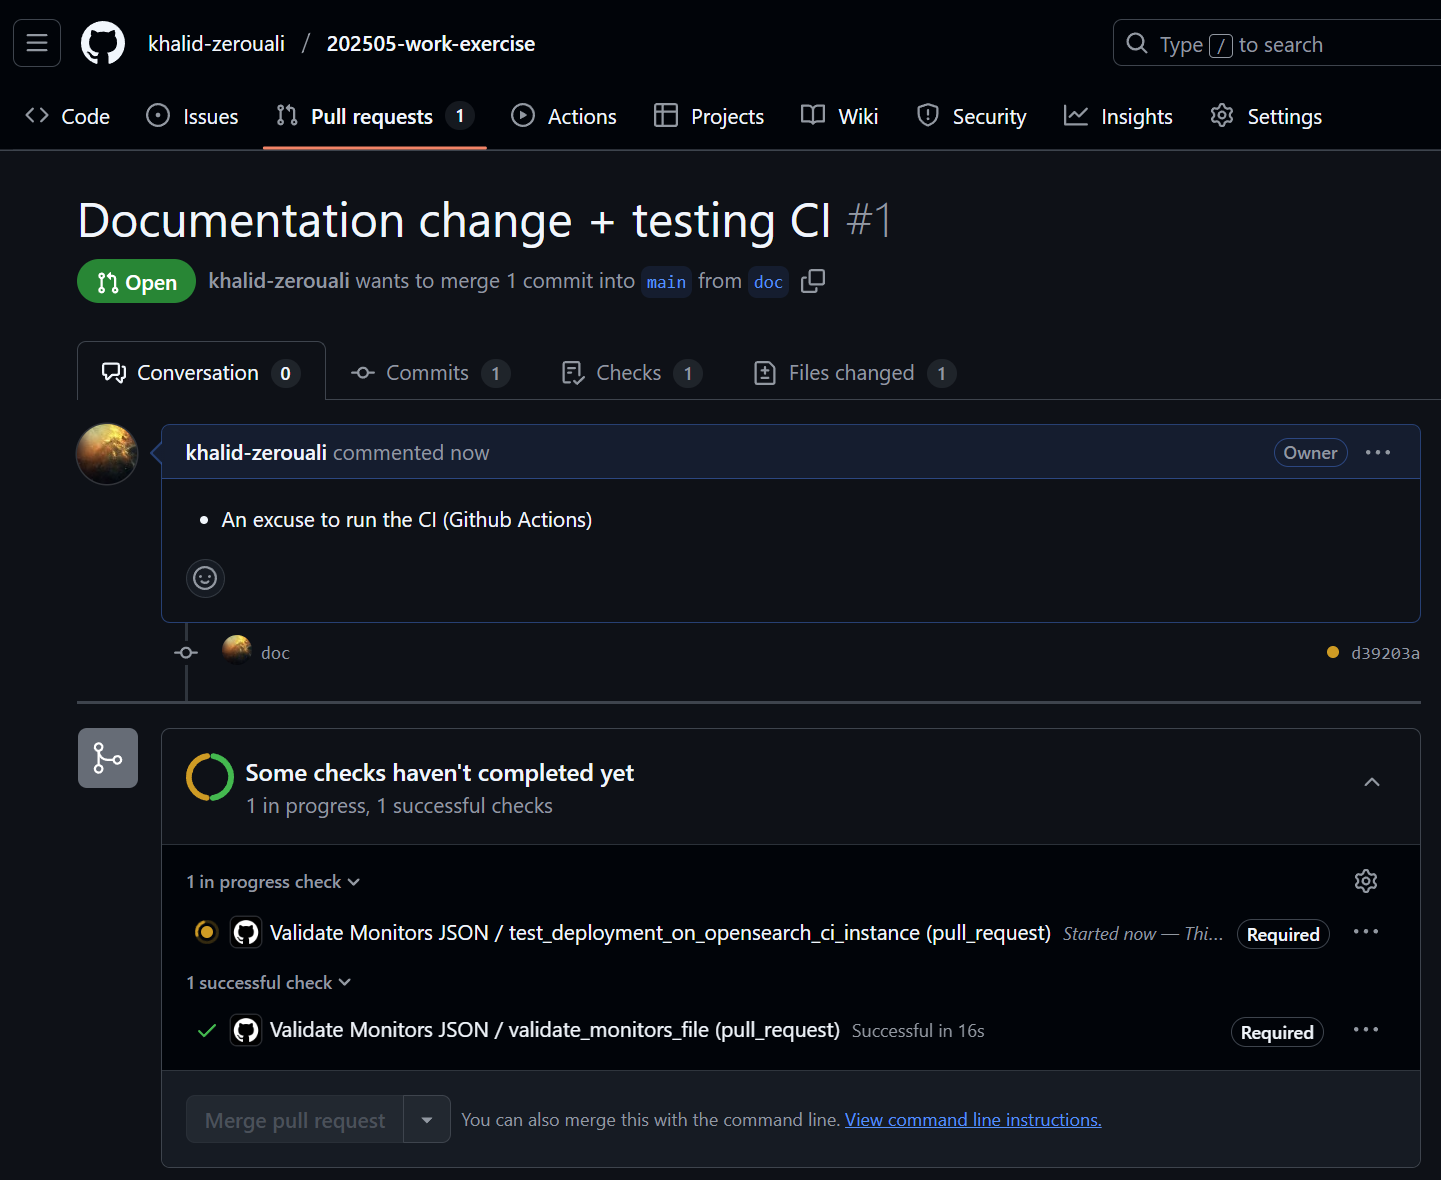 khalid-zerouali / 202505-work-exercise
Type / to search
Code Issues Pull requests 1 Actions Projects Wiki Security Insights Settings
Documentation change + testing CI #1
Open khalid-zerouali wants to merge 1 commit into main from doc
Conversation 0 Commits 1 Checks 1 Files changed 1
khalid-zerouali commented now Owner
An excuse to run the CI (Github Actions)
doc d39203a
Some checks haven't completed yet
1 in progress, 1 successful checks
1 in progress check
Validate Monitors JSON / test_deployment_on_opensearch_ci_instance (pull_request) Started now — Thi... Required
1 successful check
Validate Monitors JSON / validate_monitors_file (pull_request) Successful in 16s Required
Merge pull request You can also merge this with the command line. View command line instructions.